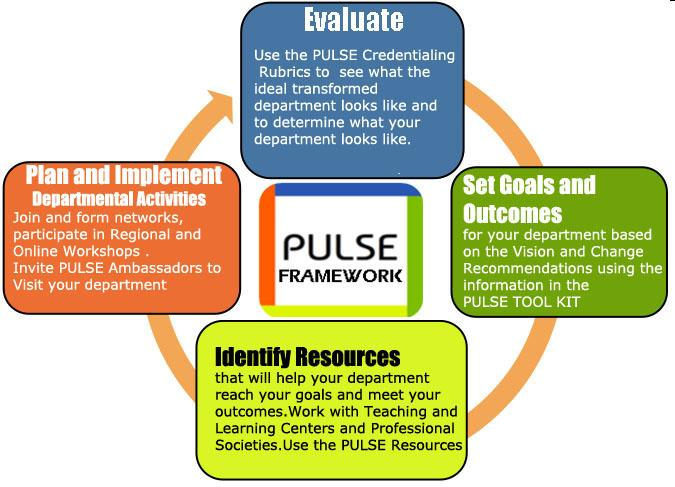 Evaluate
Use the PULSE Credentialing
Rubrics to see what the
ideal transformed
department looks like and
to determine what your
department looks like.
Set Goals and
Outcomes
for your department based
on the Vision and Change
Recommendations using the
information in the
PULSE TOOL KIT
Identify Resources
that will help your department
reach your goals and meet your
outcomes.Work with Teaching and
Learning Centers and Professional
Societies.Use the PULSE Resources
Plan and Implement
Departmental Activities
Join and form networks,
participate in Regional and
Online Workshops .
Invite PULSE Ambassadors to
Visit your department
PULSE
FRAMEWORK